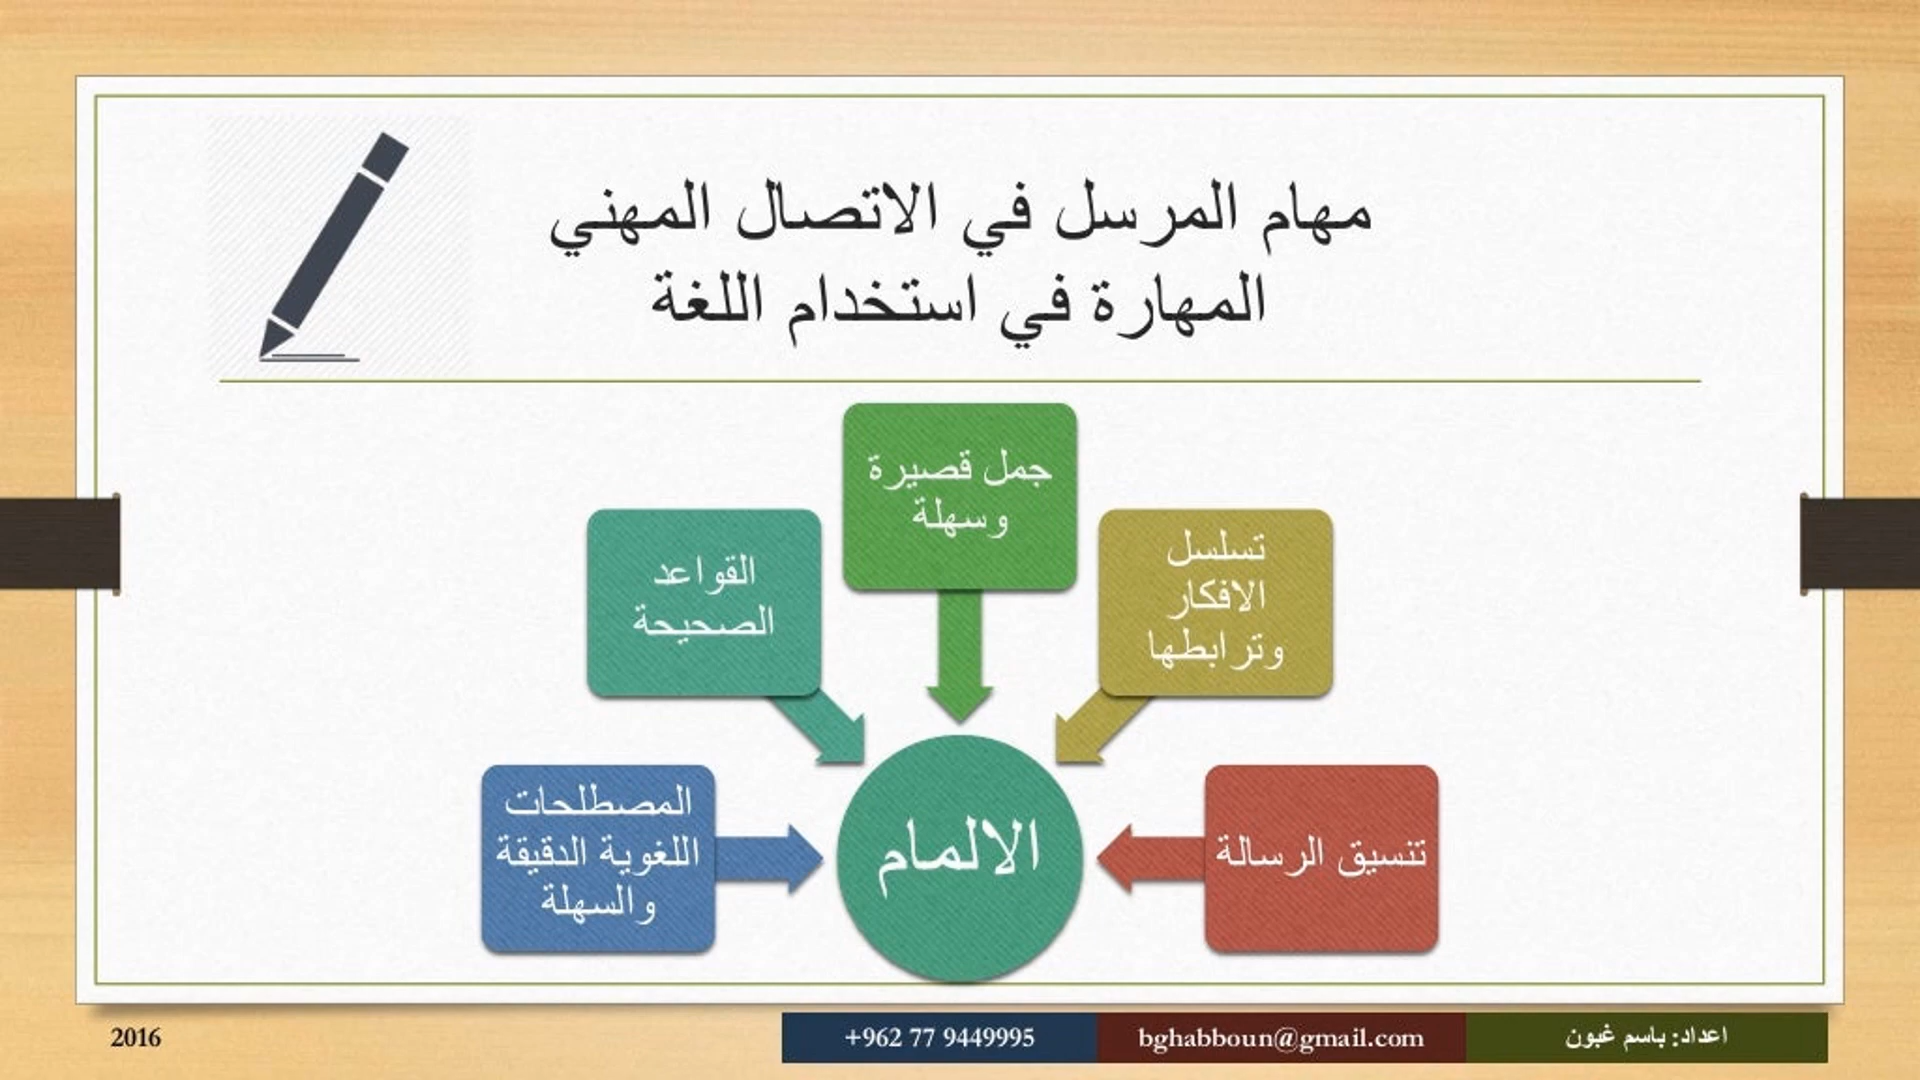 مهام المرسل في الاتصال المهني
المهارة في استخدام اللغة
جمل قصيرة
وسهلة
تسلسل
الافكار
وترابطها
القواعد
الصحيحة
تنسيق الرسالة
الالمام
المصطلحات
اللغوية الدقيقة
والسهلة
اعداد: باسم غبون
bghabboun@gmail.com
+962 77 9449995
2016